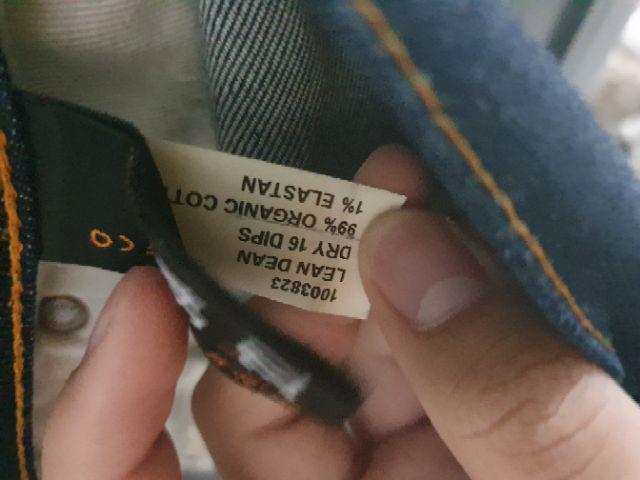 1003823
LEAN DEAN
DRY 16 DIPS
99% ORGANIC COT
1% ELASTAN